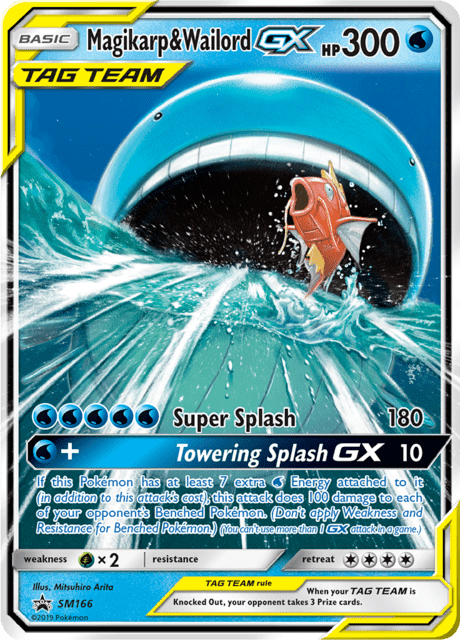 BASIC Magikarp&Wailord GX HP300
TAG TEAM
Super Splash 180
+ Towering Splash GX 10
If this Pokémon has at least 7 extra Energy attached to it
(in addition to this attack's cost), this attack does 100 damage to each
of your opponent's Benched Pokémon. (Don't apply Weakness and
Resistance for Benched Pokémon.) (You can't use more than 1 GX attack in a game.)
weakness ×2 resistance retreat
Illus. Mitsuhiro Arita
SM166
©2019 Pokémon
TAG TEAM rule
When your TAG TEAM is
Knocked Out, your opponent takes 3 Prize cards.